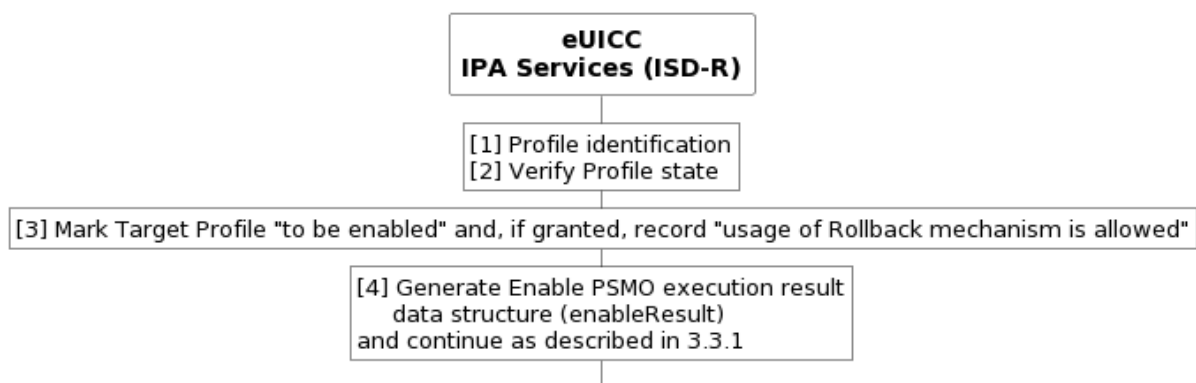 eUICC
IPA Services (ISD-R)
[1] Profile identification
[2] Verify Profile state
[3] Mark Target Profile "to be enabled" and, if granted, record "usage of Rollback mechanism is allowed"
[4] Generate Enable PSMO execution result
data structure (enableResult)
and continue as described in 3.3.1